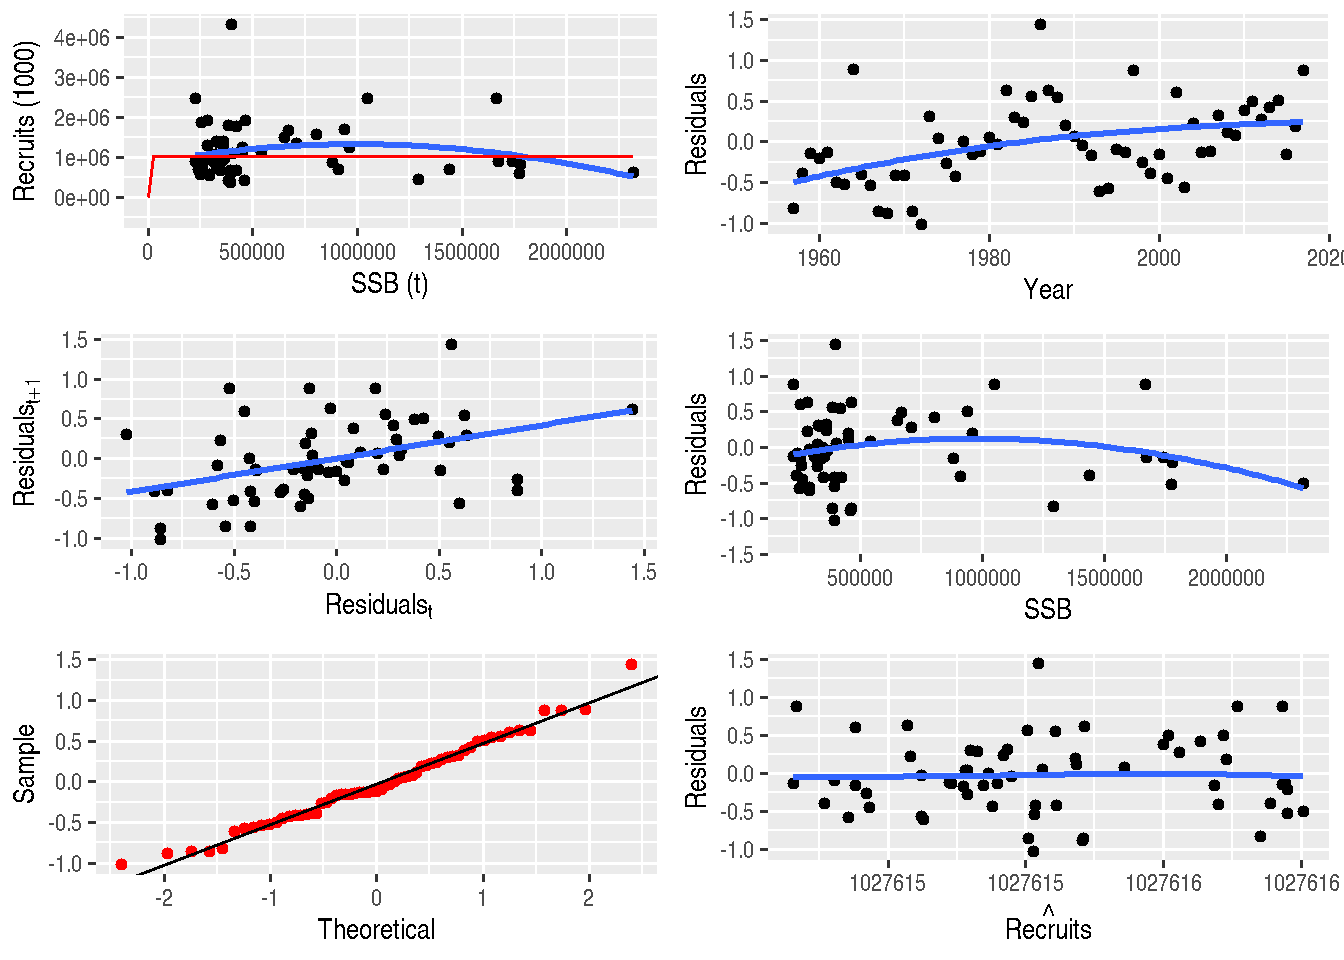 Recruits (1000)
4e+06
3e+06
2e+06
1e+06
0e+00
0 500000 1000000 1500000 2000000
SSB (t)
Residuals
1.5
1.0
0.5
0.0
-0.5
-1.0
1960 1980 2000 2020
Year
Residuals t+1
1.5
1.0
0.5
0.0
-0.5
-1.0
-1.0 -0.5 0.0 0.5 1.0 1.5
Residuals t
Residuals
1.5
1.0
0.5
0.0
-0.5
-1.0
-1.5
500000 1000000 1500000 2000000
SSB
Sample
1.5
1.0
0.5
0.0
-0.5
-1.0
-2 -1 0 1 2
Theoretical
Residuals
1.5
1.0
0.5
0.0
-0.5
-1.0
1027615 1027615 1027616 1027616
^
Recruits